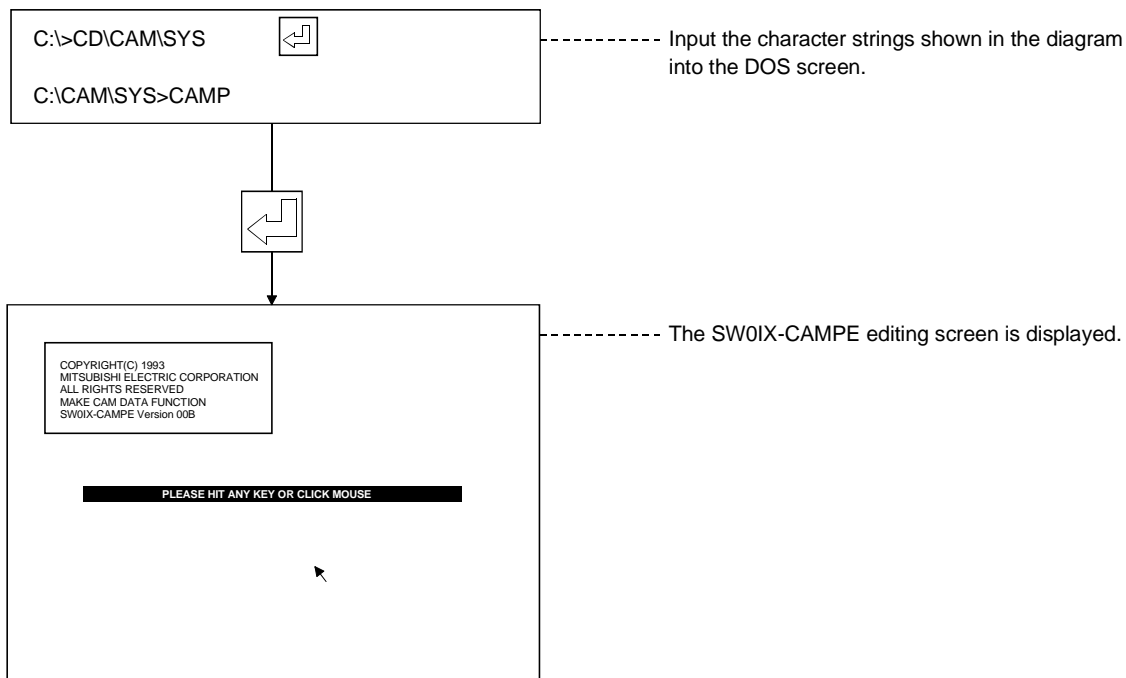 C:\>CD\CAM\SYS
Input the character strings shown in the diagram
into the DOS screen.
C:\CAM\SYS>CAMP
The SW0IX-CAMPE editing screen is displayed.
COPYRIGHT(C) 1993
MITSUBISHI ELECTRIC CORPORATION
ALL RIGHTS RESERVED
MAKE CAM DATA FUNCTION
SW0IX-CAMPE Version 00B
PLEASE HIT ANY KEY OR CLICK MOUSE